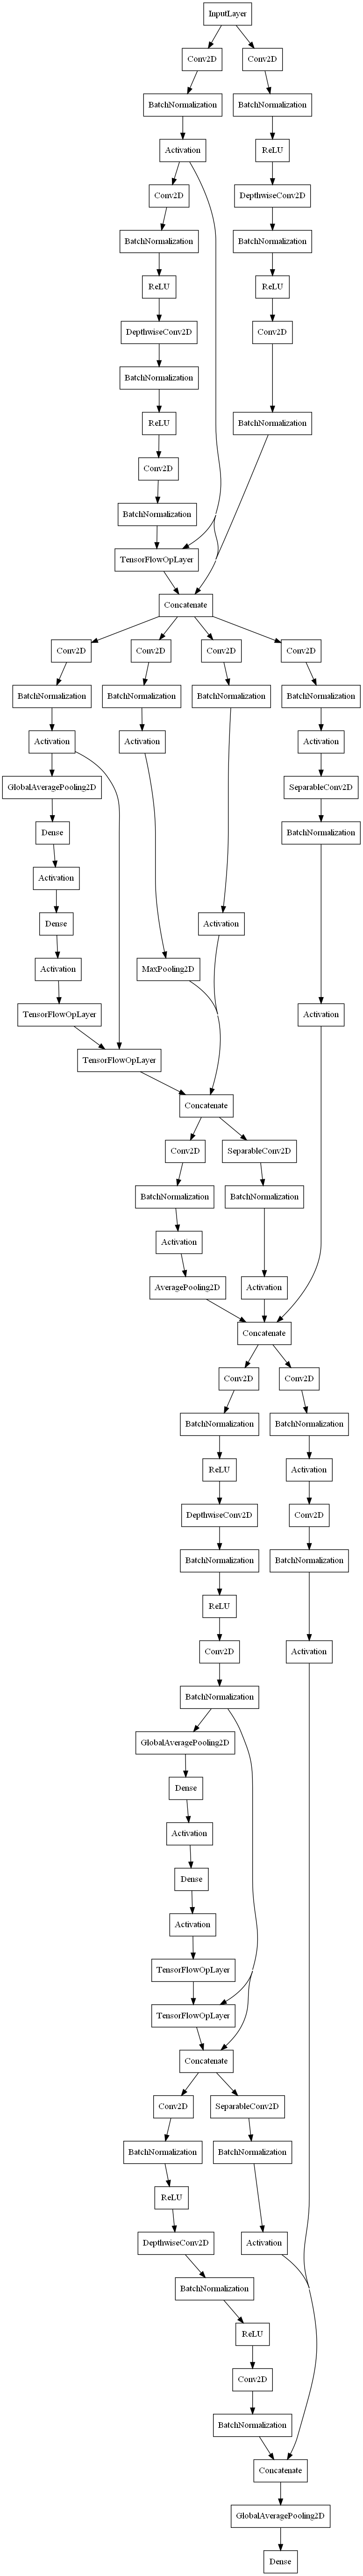 InputLayer
Conv2D Conv2D
BatchNormalization BatchNormalization
Activation ReLU
Conv2D DepthwiseConv2D
BatchNormalization BatchNormalization
ReLU ReLU
DepthwiseConv2D Conv2D
BatchNormalization
ReLU BatchNormalization
Conv2D
BatchNormalization
TensorFlowOpLayer
Concatenate
Conv2D Conv2D Conv2D Conv2D
BatchNormalization BatchNormalization BatchNormalization BatchNormalization
Activation Activation Activation
GlobalAveragePooling2D SeparableConv2D
Dense BatchNormalization
Activation
Dense Activation
Activation MaxPooling2D
TensorFlowOpLayer Activation
TensorFlowOpLayer
Concatenate
Conv2D SeparableConv2D
BatchNormalization BatchNormalization
Activation
AveragePooling2D Activation
Concatenate
Conv2D Conv2D
BatchNormalization BatchNormalization
ReLU Activation
DepthwiseConv2D Conv2D
BatchNormalization BatchNormalization
ReLU
Conv2D Activation
BatchNormalization
GlobalAveragePooling2D
Dense
Activation
Dense
Activation
TensorFlowOpLayer
TensorFlowOpLayer
Concatenate
Conv2D SeparableConv2D
BatchNormalization BatchNormalization
ReLU
DepthwiseConv2D Activation
BatchNormalization
ReLU
Conv2D
BatchNormalization
Concatenate
GlobalAveragePooling2D
Dense